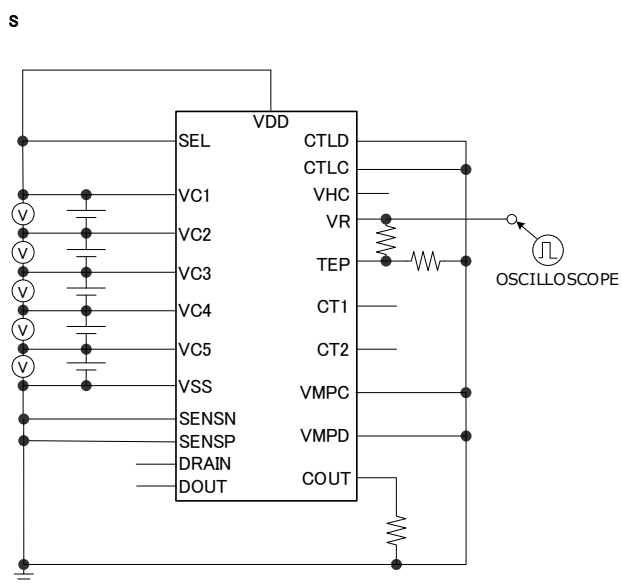 S
VDD
SEL
VC1
VC2
VC3
VC4
VC5
VSS
SENSN
SENSP
DRAIN
DOUT
CTLD
CTLC
VHC
VR
TEP
CT1
CT2
VMPC
VMPD
COUT
V
V
V
V
V
OSCILLOSCOPE